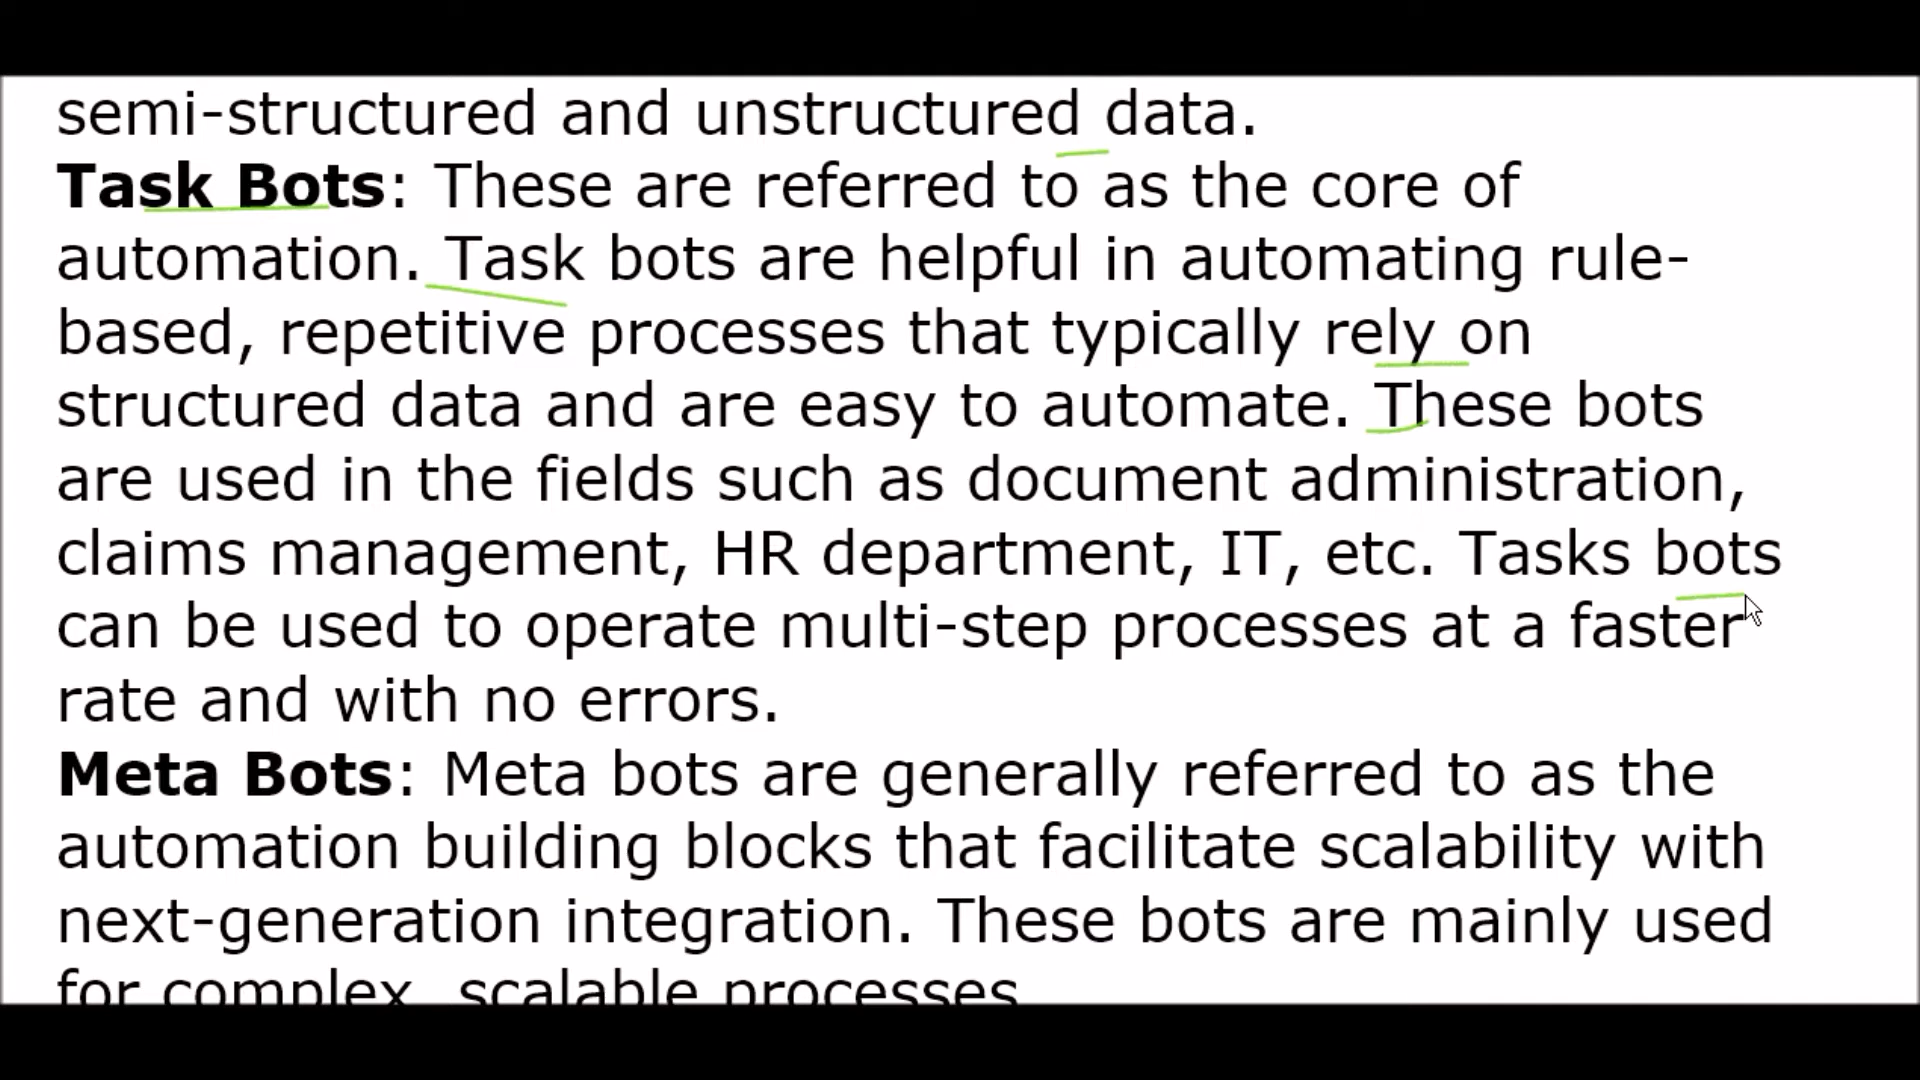 semi-structured and unstructured data.
Task Bots: These are referred to as the core of
automation. Task bots are helpful in automating rule-
based, repetitive processes that typically rely on
structured data and are easy to automate. These bots
are used in the fields such as document administration,
claims management, HR department, IT, etc. Tasks bots
can be used to operate multi-step processes at a faster
rate and with no errors.
Meta Bots: Meta bots are generally referred to as the
automation building blocks that facilitate scalability with
next-generation integration. These bots are mainly used
for complex, scalable processes